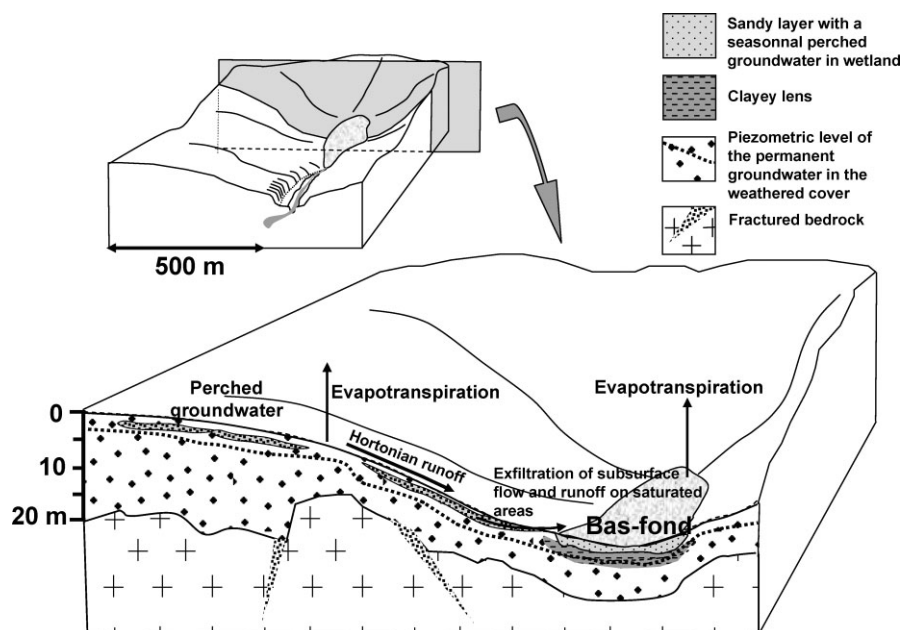 Sandy layer with a
seasonnal perched
groundwater in wetland
Clayey lens
Piezometric level of
the permanent
groundwater in the
weathered cover
Fractured bedrock
500 m
Perched
groundwater
Evapotranspiration
Evapotranspiration
Hortonian runoff
Exfiltration of subsurface
flow and runoff on saturated
areas
Bas-fond
0
10
20 m